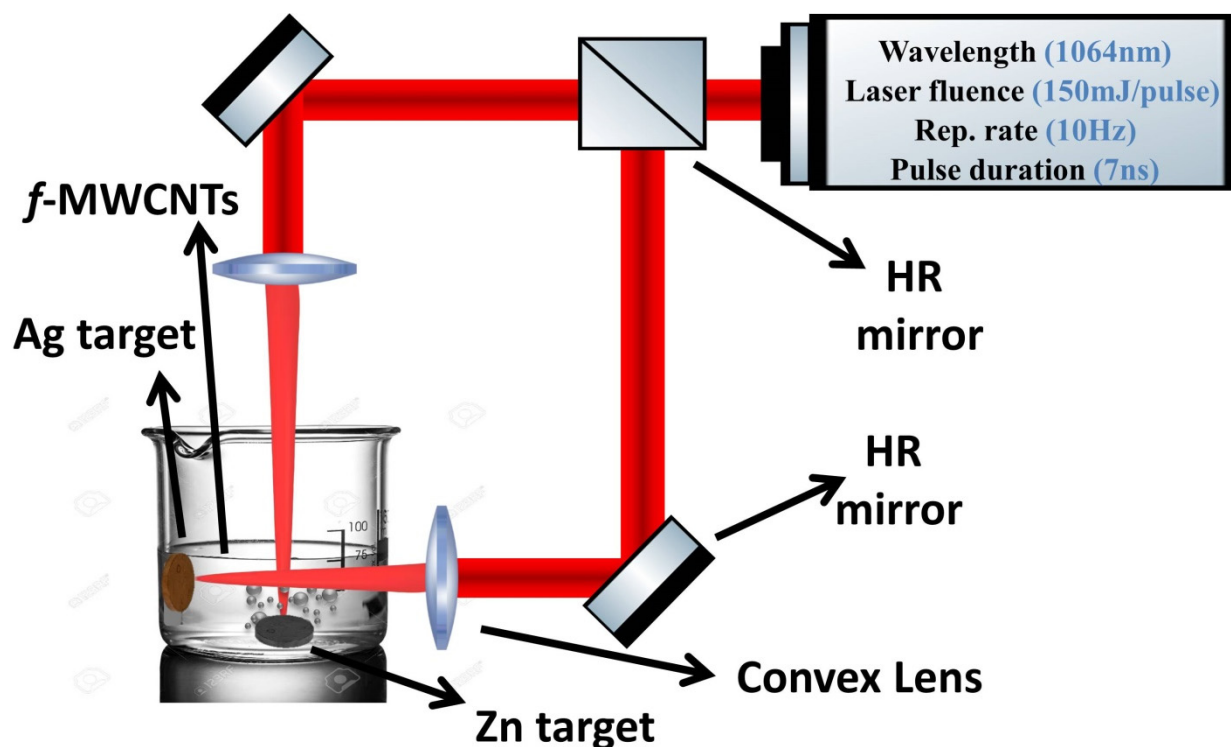 Wavelength (1064nm)
Laser fluence (150mJ/pulse)
Rep. rate (10Hz)
Pulse duration (7ns)
f-MWCNTs
HR
mirror
Ag target
HR
mirror
100
75
Convex Lens
Zn target